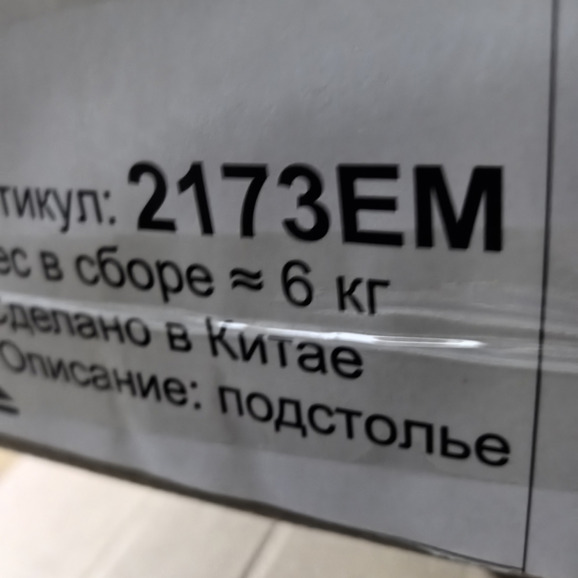 тикул: 2173EM
ес в сборе ≈ 6 кг
Сделано в Китае
Описание: подстолье